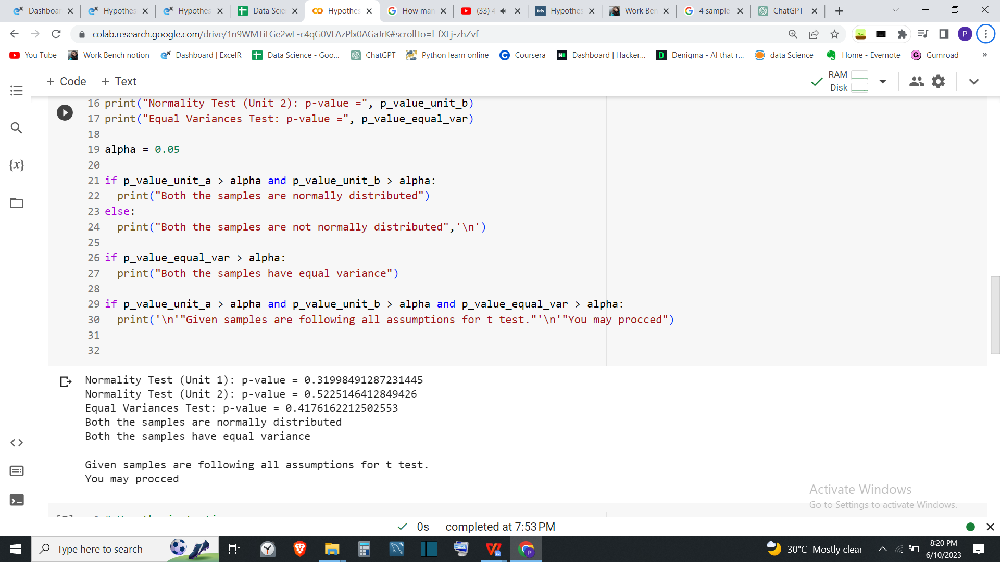 Dashboar
Hypothes
Hypothes
Data Scie
Hypothes
How man
(33) 4
tds Hypothes
Work Ben
4 sample
ChatGPT
colab.research.google.com/drive/1n9WMTiLGe2wE-c4qG0VFAzPlx0AGaJrK#scrollTo=l_fXEj-zhZvf
P
You Tube
Work Bench notion
Dashboard | ExcelR
Data Science - Goo...
ChatGPT
Python learn online
Coursera
Dashboard | Hacker...
Denigma - AI that r...
data Science
Home - Evernote
Gumroad
»
+ Code + Text
RAM
Disk
16 print("Normality Test (Unit 2): p-value =", p_value_unit_b)
17 print("Equal Variances Test: p-value =", p_value_equal_var)
18
19 alpha = 0.05
20
21 if p_value_unit_a > alpha and p_value_unit_b > alpha:
22   print("Both the samples are normally distributed")
23 else:
24   print("Both the samples are not normally distributed",'\n')
25
26 if p_value_equal_var > alpha:
27   print("Both the samples have equal variance")
28
29 if p_value_unit_a > alpha and p_value_unit_b > alpha and p_value_equal_var > alpha:
30   print('\n'"Given samples are following all assumptions for t test."'\n'"You may procced")
31
32
{x}
Normality Test (Unit 1): p-value = 0.31998491287231445
Normality Test (Unit 2): p-value = 0.5225146412849426
Equal Variances Test: p-value = 0.4176162212502553
Both the samples are normally distributed
Both the samples have equal variance
Given samples are following all assumptions for t test.
You may procced
Activate Windows
Go to Settings to activate Windows.
0s completed at 7:53 PM
Type here to search
30°C Mostly clear
8:20 PM
6/10/2023